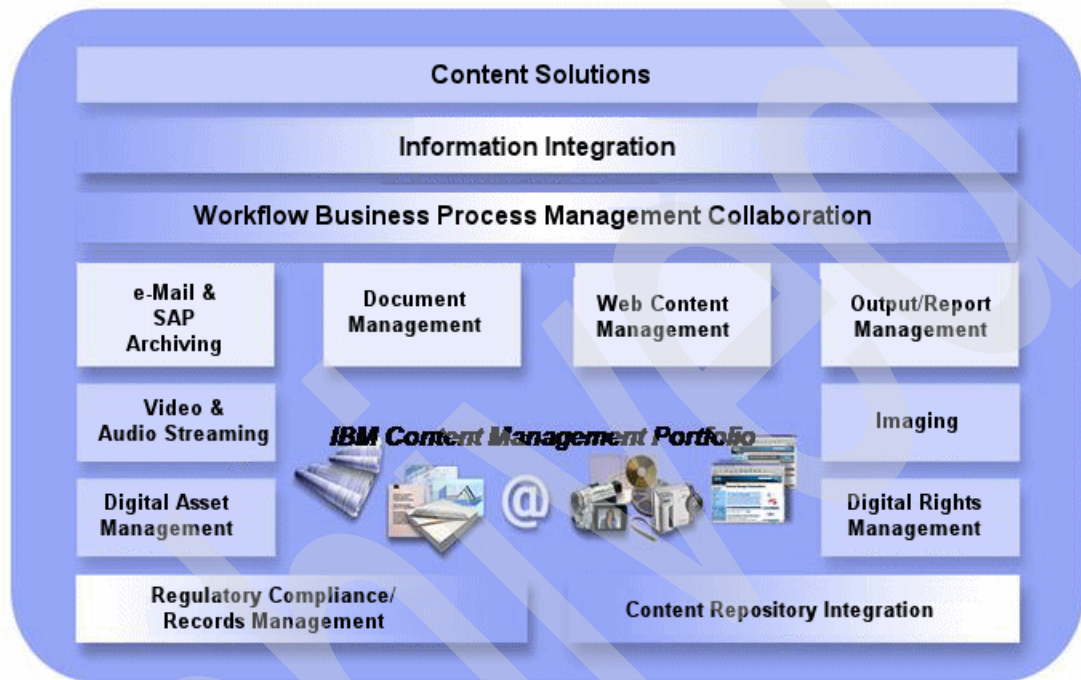 Content Solutions
Information Integration
Workflow Business Process Management Collaboration
e-Mail &
SAP
Archiving
Document
Management
Web Content
Management
Output/Report
Management
Video &
Audio Streaming
IBM Content Management Portfolio
Imaging
@
Digital Asset
Management
Digital Rights
Management
Regulatory Compliance/
Records Management
Content Repository Integration